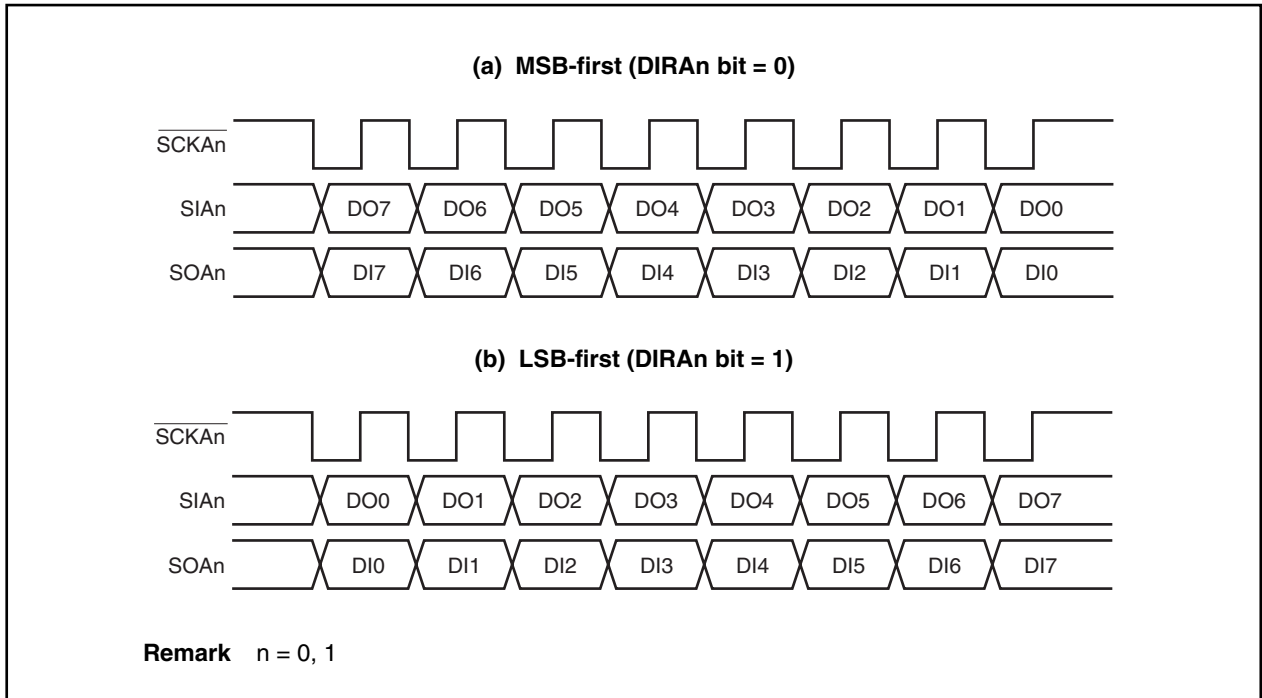 (a) MSB-first (DIRAn bit = 0)
SCKAn
SIAn DO7 DO6 DO5 DO4 DO3 DO2 DO1 DO0
SOAn DI7 DI6 DI5 DI4 DI3 DI2 DI1 DI0
(b) LSB-first (DIRAn bit = 1)
SCKAn
SIAn DO0 DO1 DO2 DO3 DO4 DO5 DO6 DO7
SOAn DI0 DI1 DI2 DI3 DI4 DI5 DI6 DI7
Remark n = 0, 1